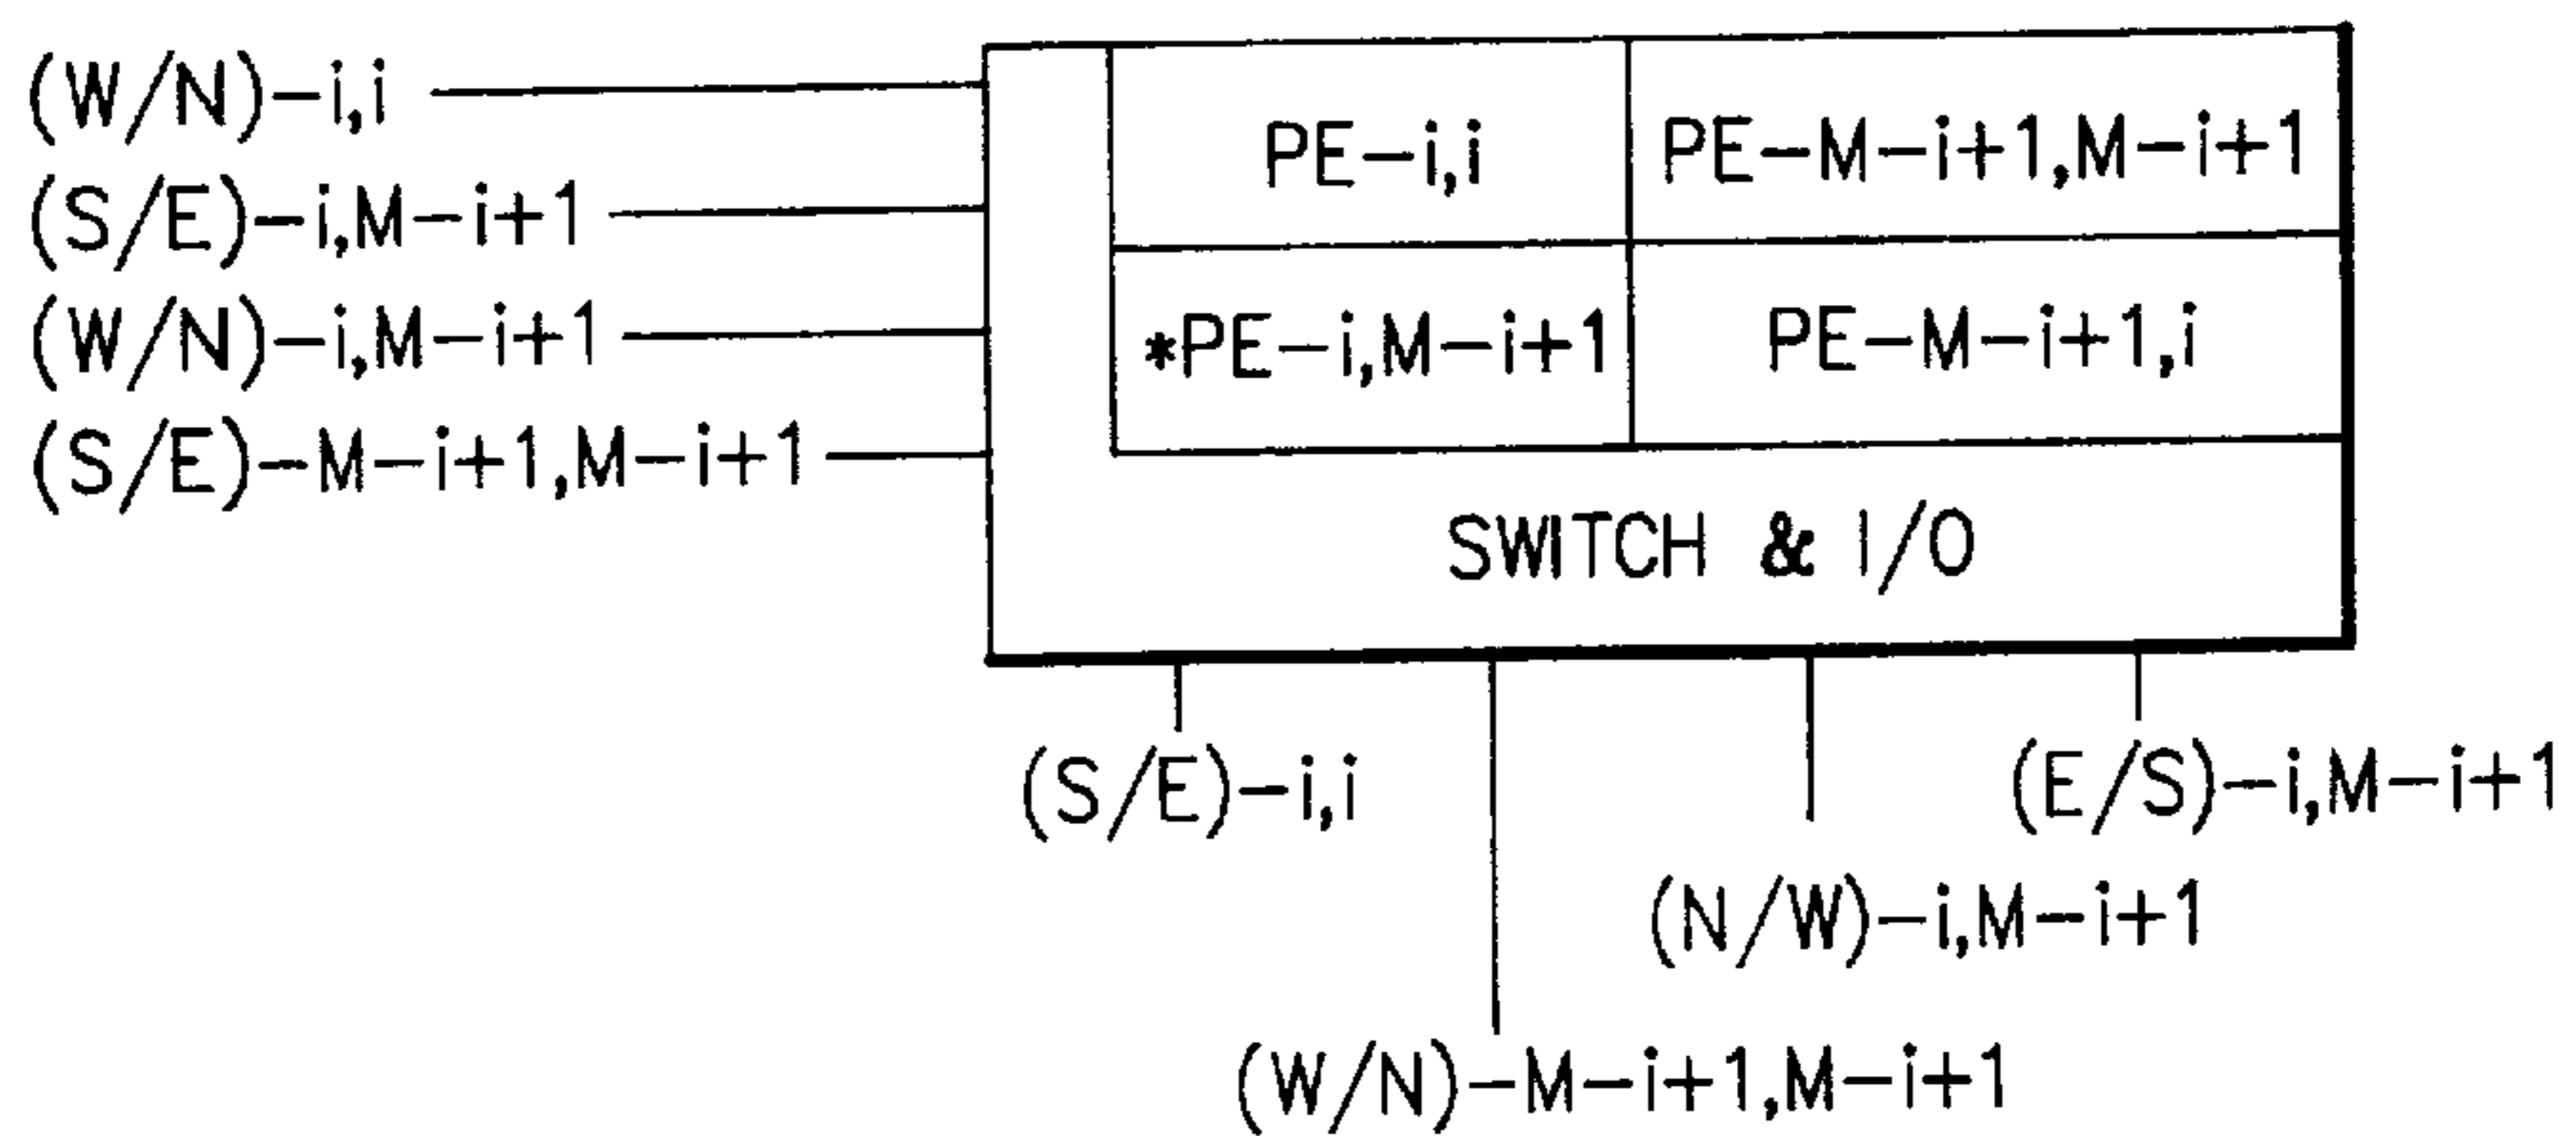 (W/N)-i,i
(S/E)-i,M-i+1
(W/N)-i,M-i+1
(S/E)-M-i+1,M-i+1
PE-i,i
PE-M-i+1,M-i+1
*PE-i,M-i+1
PE-M-i+1,i
SWITCH & I/O
(S/E)-i,i
(E/S)-i,M-i+1
(N/W)-i,M-i+1
(W/N)-M-i+1,M-i+1